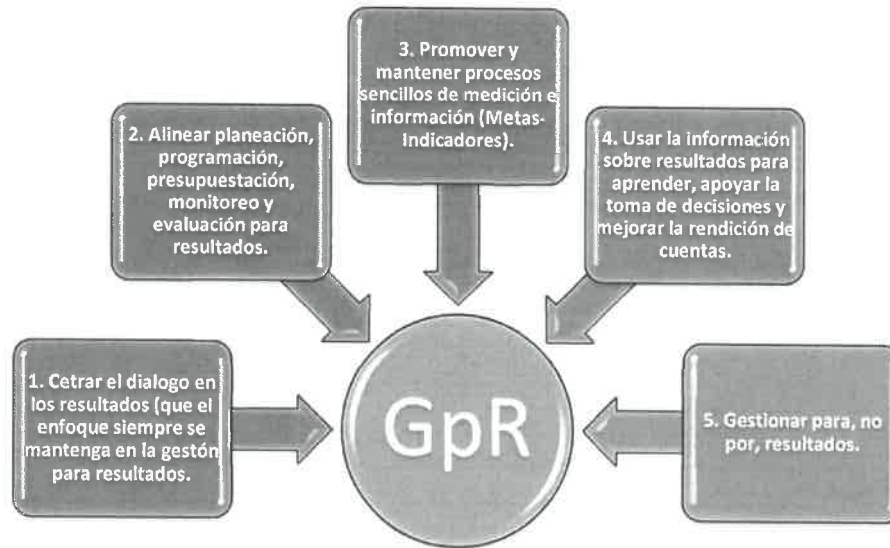 1. Cetrar el dialogo en
los resultados (que el
enfoque siempre se
mantenga en la gestón
para resultados.
2. Alinear planeación,
programación,
presupuestación,
monitoreo y
evaluación para
resultados.
3. Promover y
mantener procesos
sencillos de medición e
información (Metas-
Indicadores).
4. Usar la información
sobre resultados para
aprender, apoyar la
toma de decisiones y
mejorar la rendición de
cuentas.
5. Gestionar para, no
por, resultados.
GpR